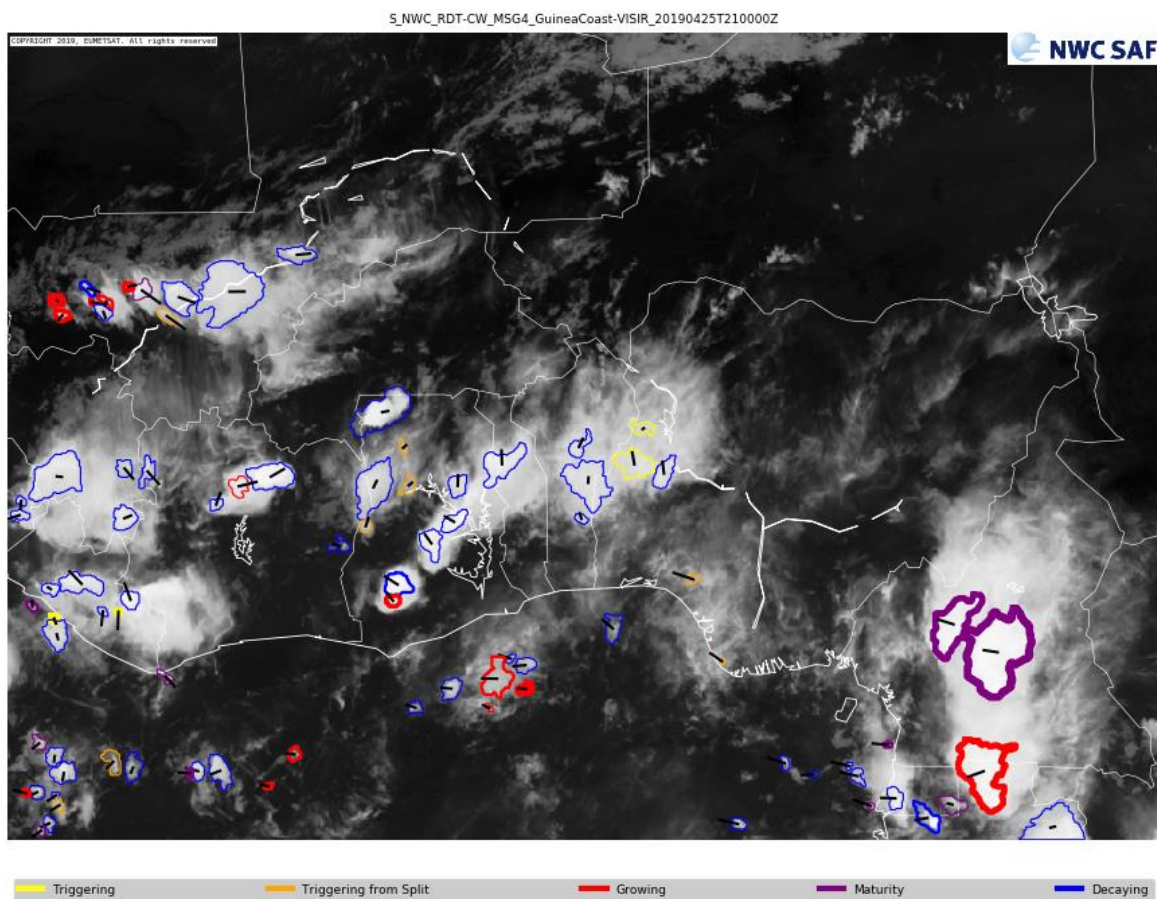 S_NWC_RDT-CW_MSG4_GuineaCoast-VISIR_20190425T210000Z
COPYRIGHT 2019, EUMETSAT. All rights reserved
NWC SAF
Triggering
Triggering from Split
Growing
Maturity
Decaying